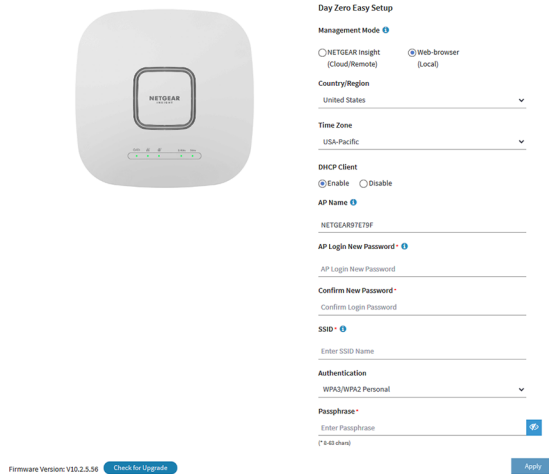 Day Zero Easy Setup
Management Mode
NETGEAR Insight
(Cloud/Remote)
Web-browser
(Local)
Country/Region
United States
Time Zone
USA-Pacific
DHCP Client
Enable
Disable
AP Name
NETGEAR97E79F
AP Login New Password*
AP Login New Password
Confirm New Password*
Confirm Login Password
SSID*
Enter SSID Name
Authentication
WPA3/WPA2 Personal
Passphrase*
Enter Passphrase
(* 8-63 chars)
NETGEAR
INSIGHT
Firmware Version: V10.2.5.56
Check for Upgrade
Apply